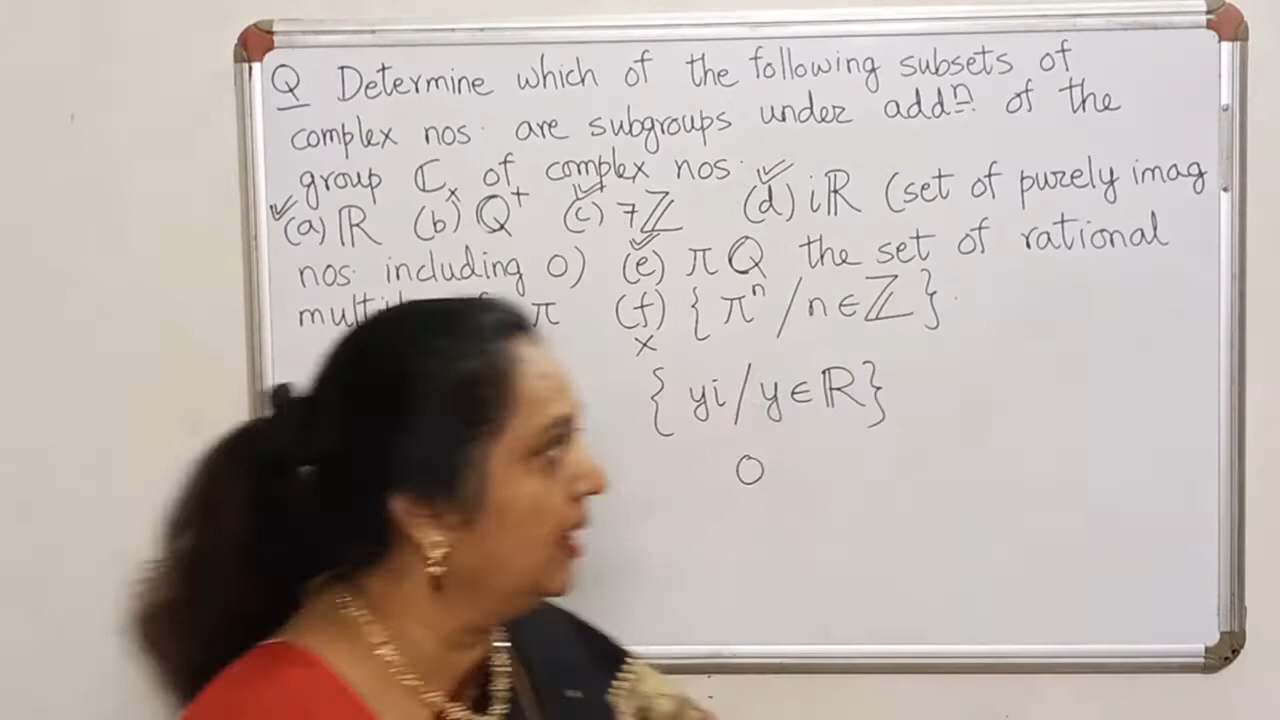 Q Determine which of the following subsets of
complex nos. are subgroups under addn. of the
group ℂ of complex nos.
✓ × ✓ ✓
(a) ℝ (b) ℚ⁺ (c) 7ℤ (d) iℝ (set of purely imag
✓
nos. including 0) (e) πℚ the set of rational
π (f) {πⁿ / n ∈ ℤ}.
×
{yi / y ∈ ℝ}
0